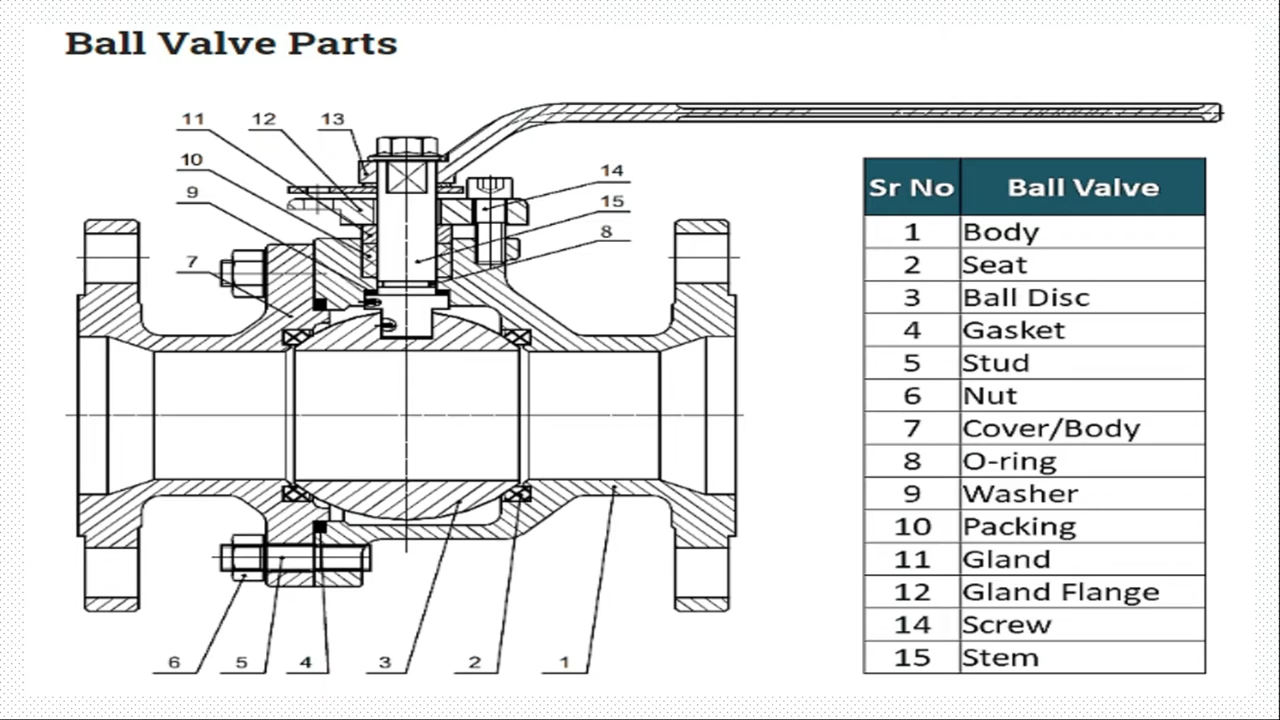 Ball Valve Parts
11 12 13
10
9
7
14
15
8
6 5 4 3 2 1
Sr No Ball Valve
1 Body
2 Seat
3 Ball Disc
4 Gasket
5 Stud
6 Nut
7 Cover/Body
8 O-ring
9 Washer
10 Packing
11 Gland
12 Gland Flange
14 Screw
15 Stem